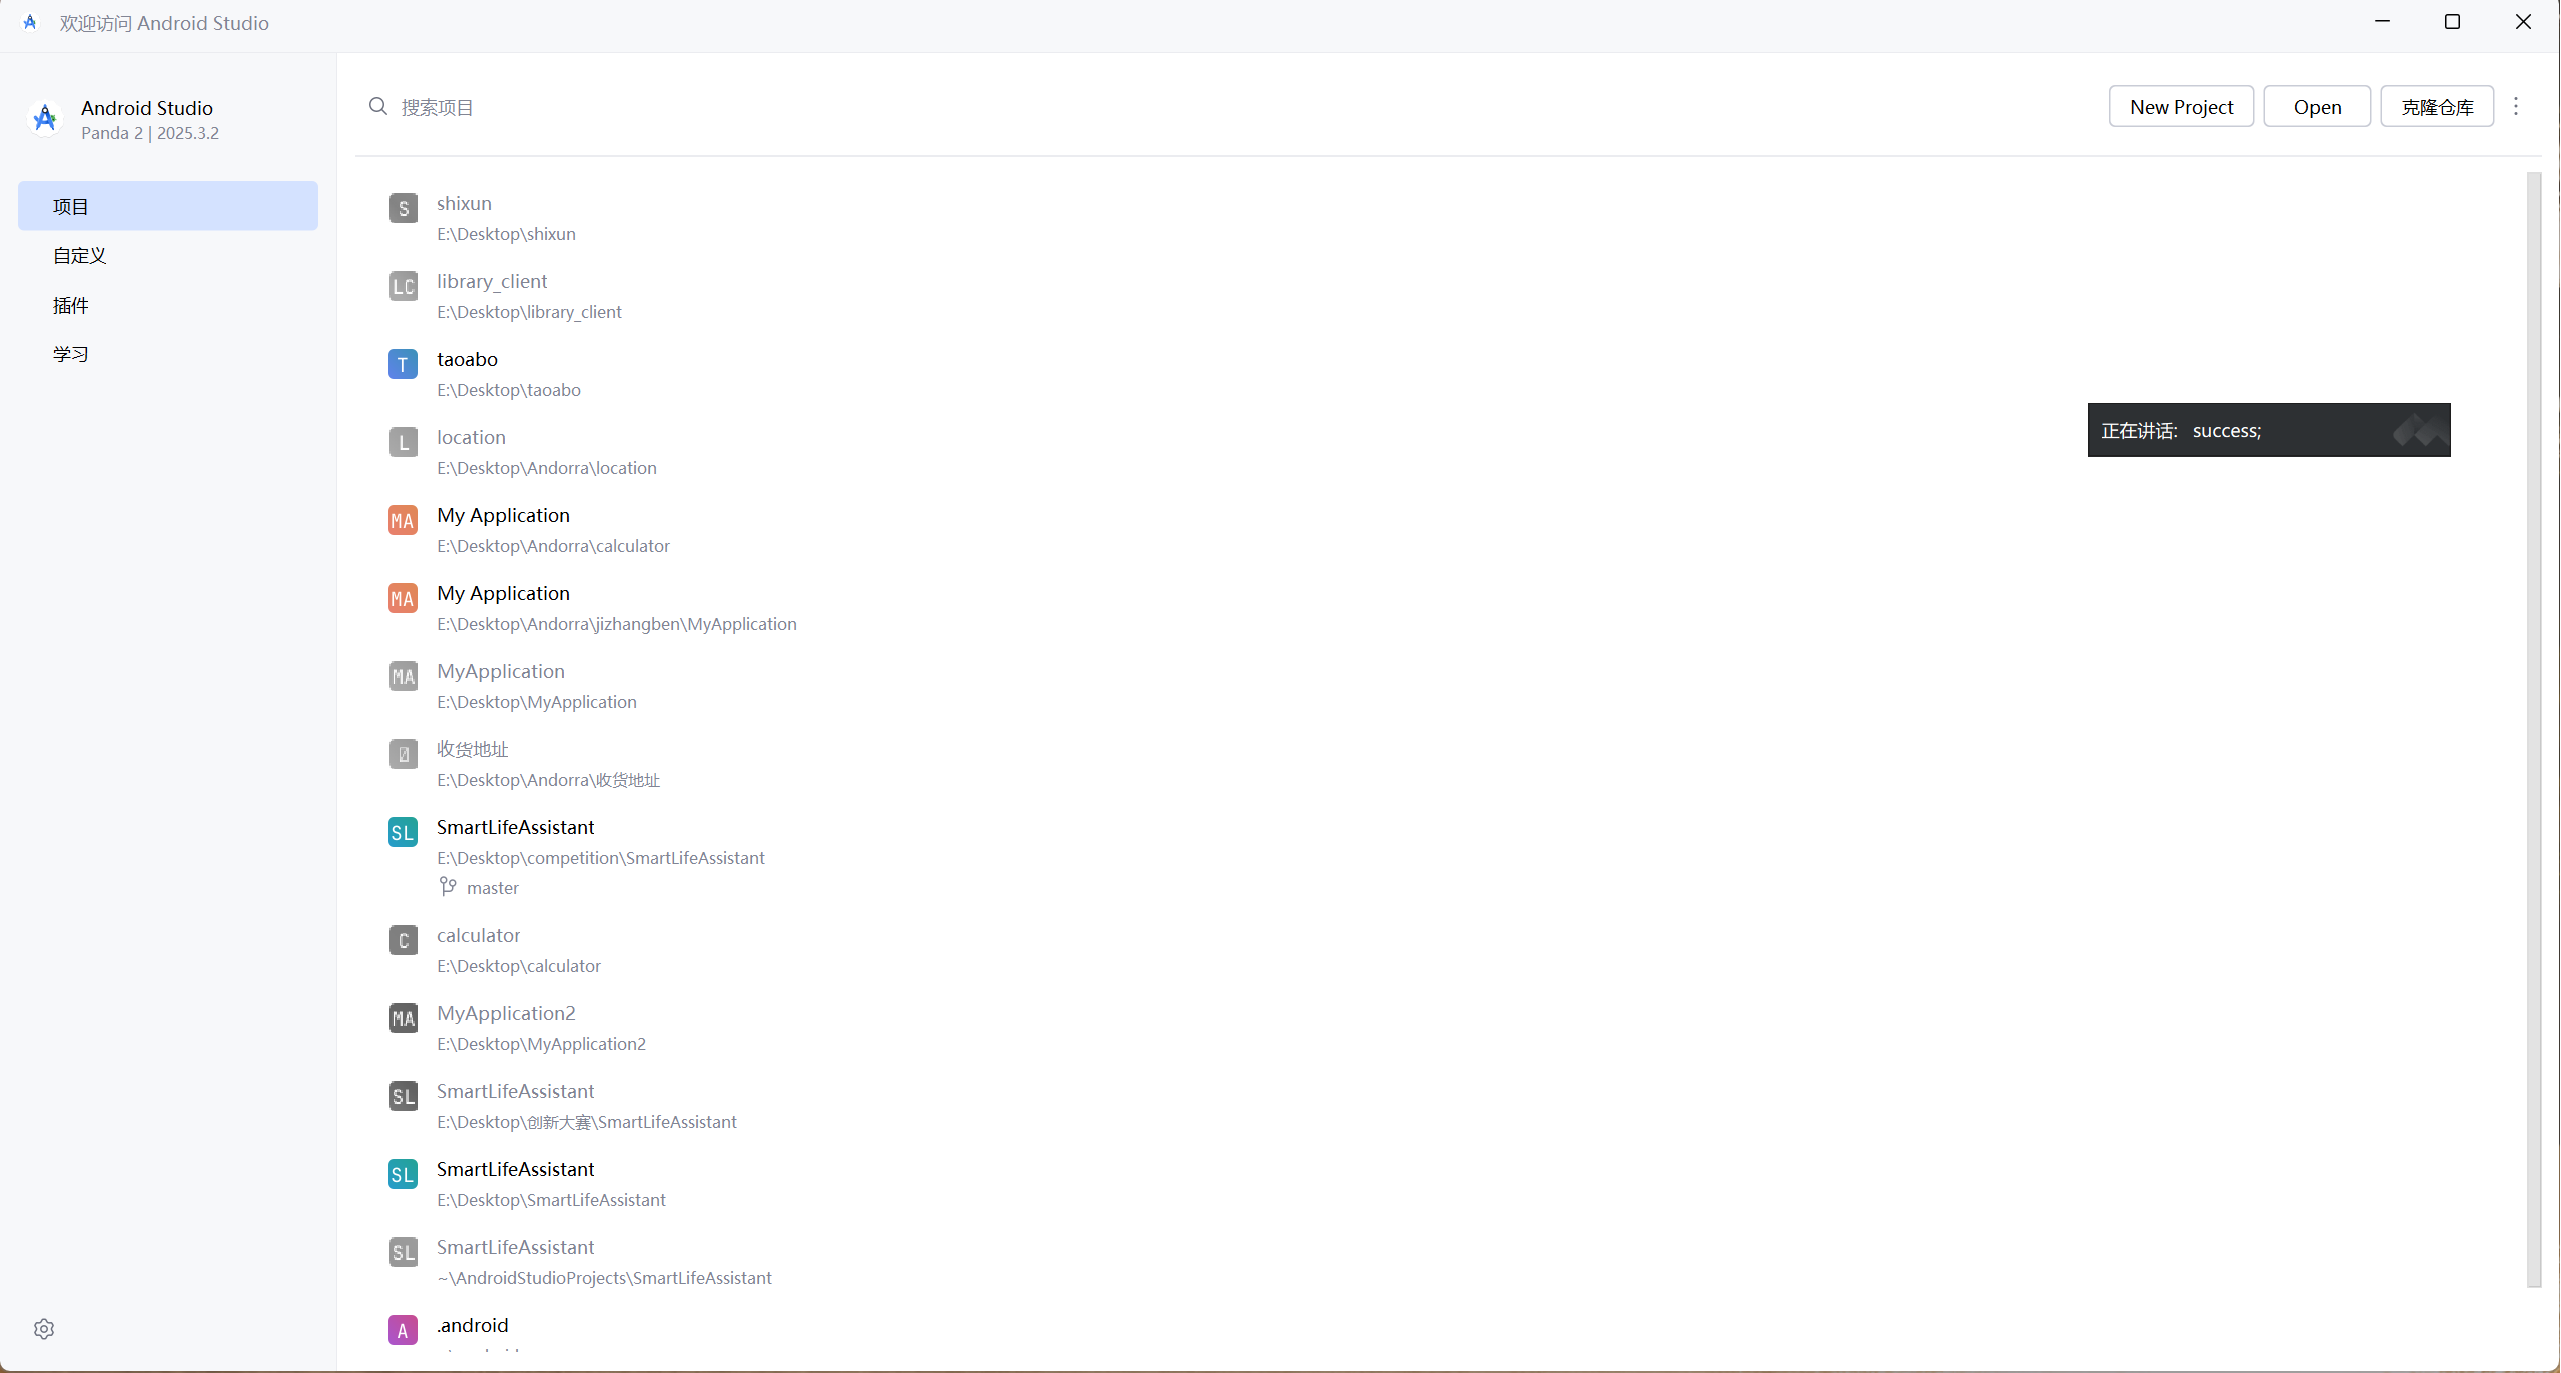 欢迎访问 Android Studio
Android Studio
Panda 2 | 2025.3.2
项目
自定义
插件
学习
搜索项目
New Project
Open
克隆仓库
S
shixun
E:\Desktop\shixun
LC
library_client
E:\Desktop\library_client
T
taoabo
E:\Desktop\taoabo
L
location
E:\Desktop\Andorra\location
MA
My Application
E:\Desktop\Andorra\calculator
MA
My Application
E:\Desktop\Andorra\jizhangben\MyApplication
MA
MyApplication
E:\Desktop\MyApplication
收货地址
E:\Desktop\Andorra\收货地址
SL
SmartLifeAssistant
E:\Desktop\competition\SmartLifeAssistant
master
C
calculator
E:\Desktop\calculator
MA
MyApplication2
E:\Desktop\MyApplication2
SL
SmartLifeAssistant
E:\Desktop\创新大赛\SmartLifeAssistant
SL
SmartLifeAssistant
E:\Desktop\SmartLifeAssistant
SL
SmartLifeAssistant
~\AndroidStudioProjects\SmartLifeAssistant
A
.android
正在讲话: success;